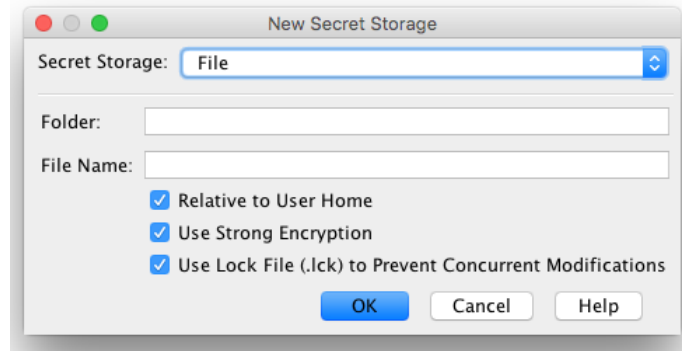 New Secret Storage
Secret Storage: File
Folder:
File Name:
Relative to User Home
Use Strong Encryption
Use Lock File (.lck) to Prevent Concurrent Modifications
OK Cancel Help